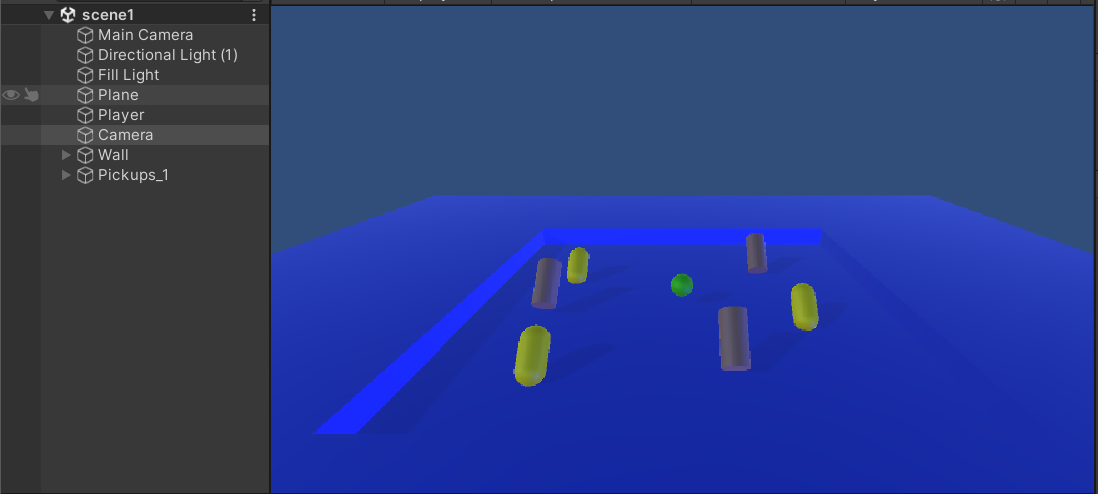 scene1
Main Camera
Directional Light (1)
Fill Light
Plane
Player
Camera
Wall
Pickups_1